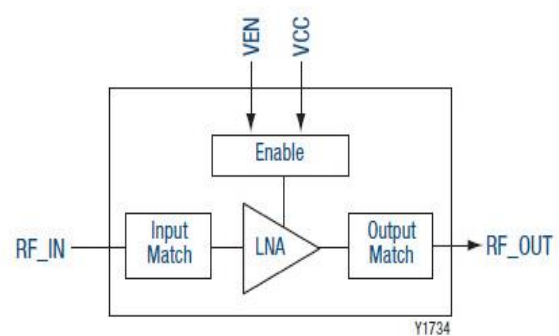 VEN
VCC
Enable
RF_IN
Input
Match
LNA
Output
Match
RF_OUT
Y1734